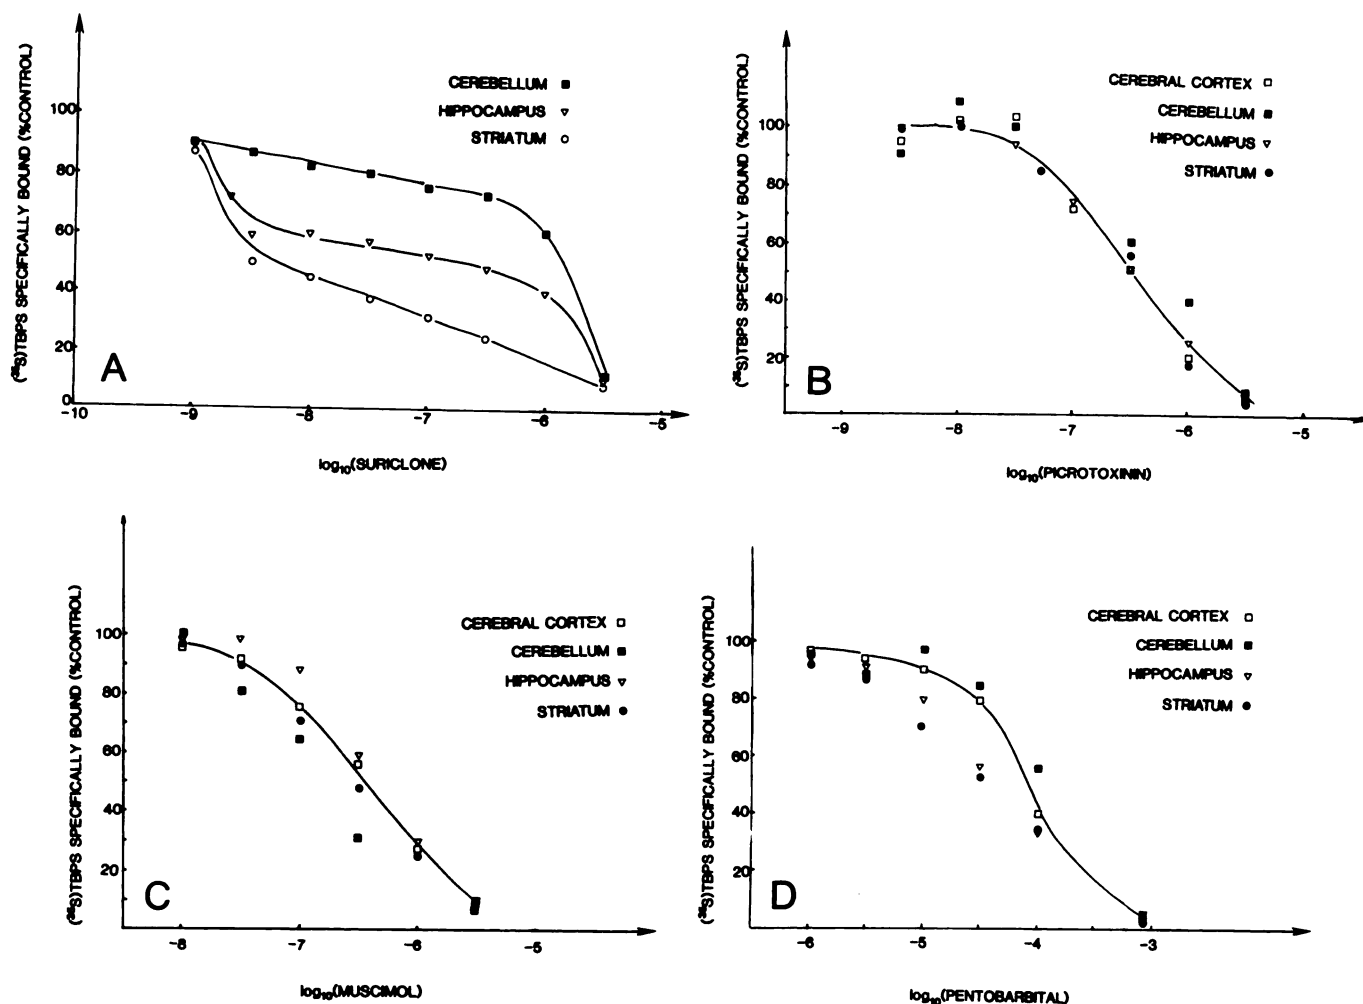 (³⁵S)TBPS SPECIFICALLY BOUND (%CONTROL)
CEREBELLUM
HIPPOCAMPUS
STRIATUM
100
80
60
40
20
0
A
-10 -9 -8 -7 -6 -5
log₁₀(SURICLONE)
(³⁵S)TBPS SPECIFICALLY BOUND (%CONTROL)
CEREBRAL CORTEX
CEREBELLUM
HIPPOCAMPUS
STRIATUM
100
80
60
40
20
B
-9 -8 -7 -6 -5
log₁₀(PICROTOXININ)
(³⁵S)TBPS SPECIFICALLY BOUND (%CONTROL)
CEREBRAL CORTEX
CEREBELLUM
HIPPOCAMPUS
STRIATUM
100
80
60
40
20
C
-8 -7 -6 -5
log₁₀(MUSCIMOL)
(³⁵S)TBPS SPECIFICALLY BOUND (%CONTROL)
CEREBRAL CORTEX
CEREBELLUM
HIPPOCAMPUS
STRIATUM
100
80
60
40
20
D
-6 -5 -4 -3
log₁₀(PENTOBARBITAL)